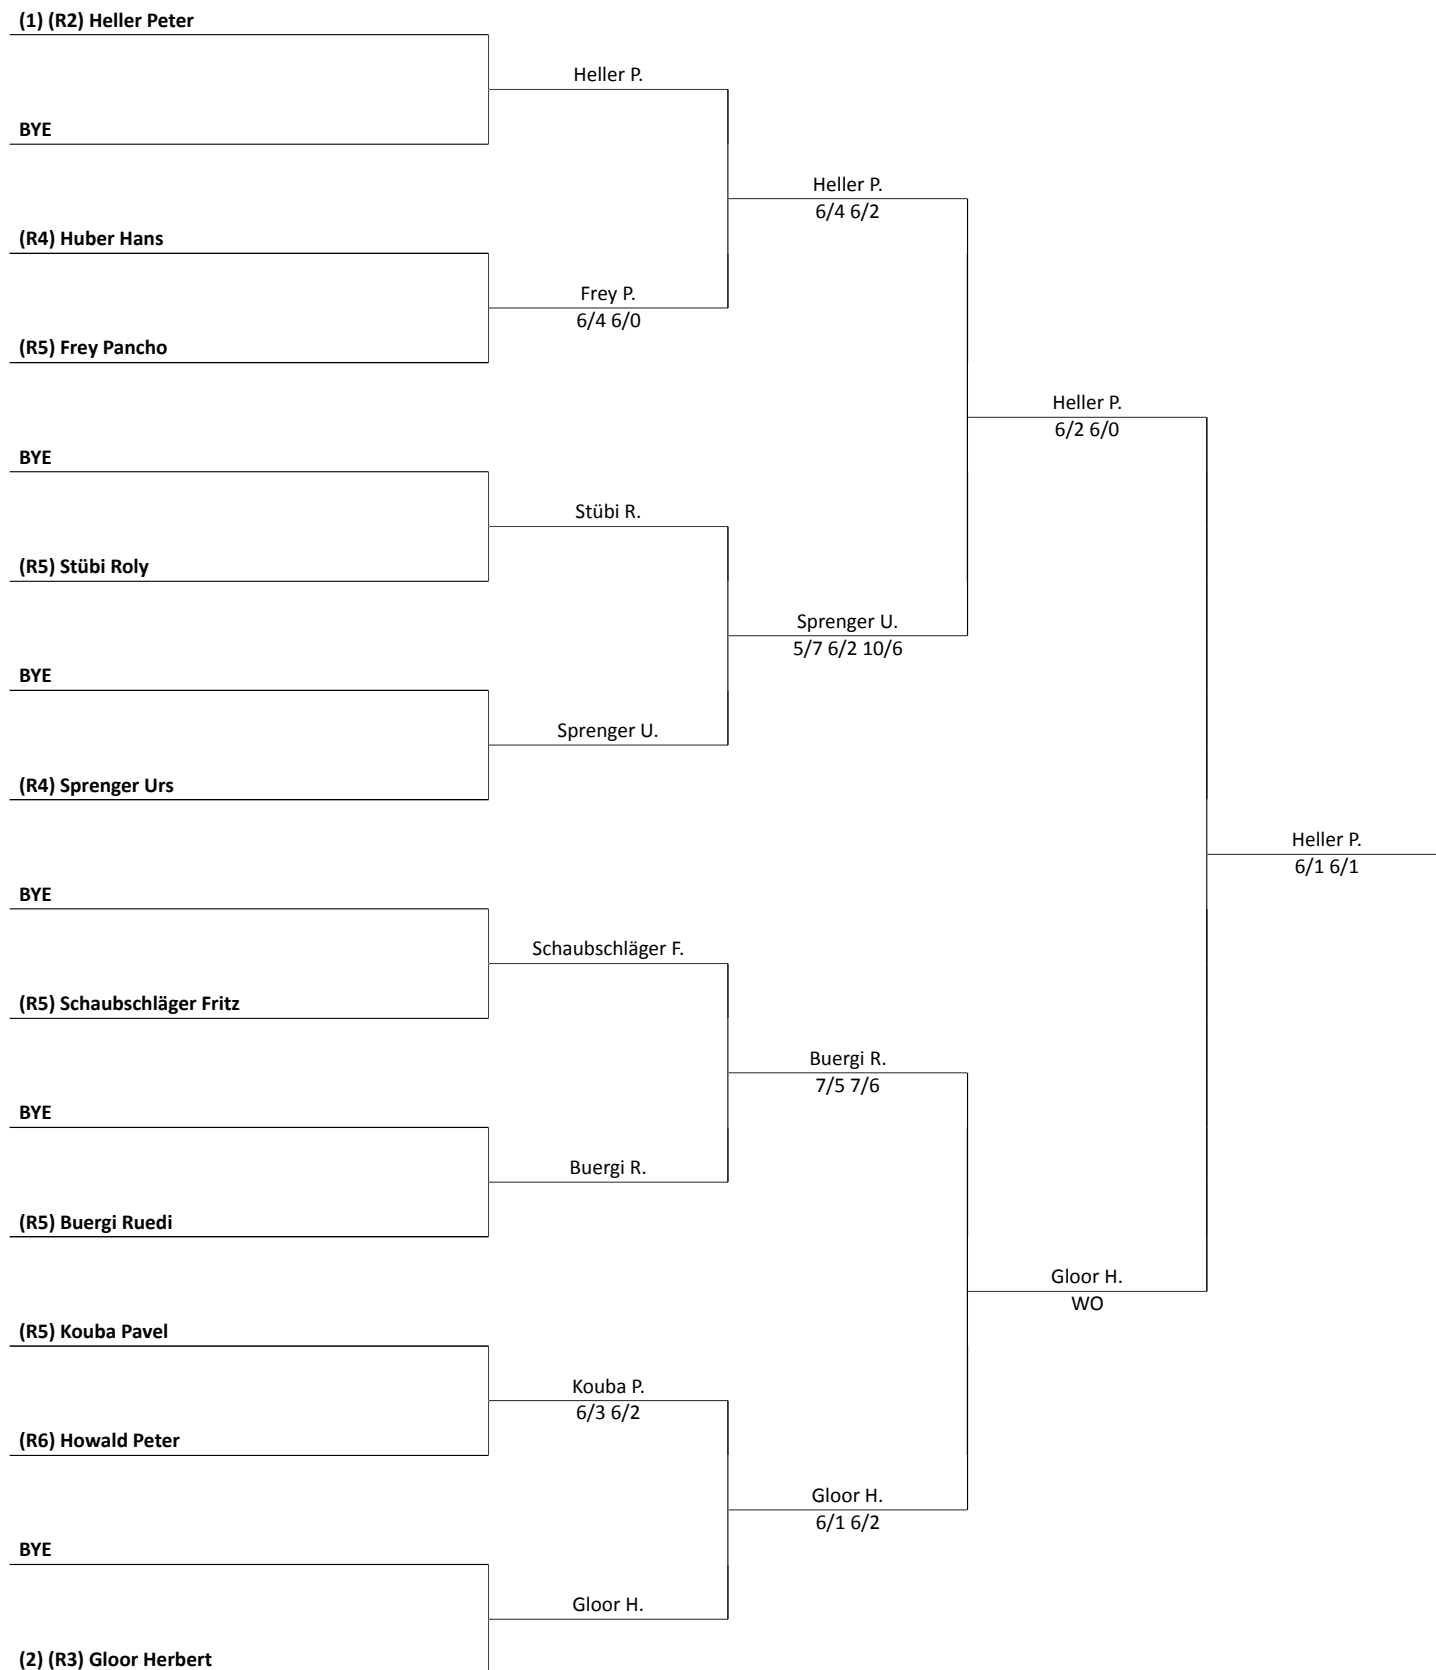 (1) (R2) Heller Peter
Heller P.
BYE
Heller P.
6/4 6/2
(R4) Huber Hans
Frey P.
6/4 6/0
(R5) Frey Pancho
Heller P.
6/2 6/0
BYE
Stübi R.
(R5) Stübi Roly
Sprenger U.
5/7 6/2 10/6
BYE
Sprenger U.
(R4) Sprenger Urs
Heller P.
6/1 6/1
BYE
Schaubschläger F.
(R5) Schaubschläger Fritz
Buergi R.
7/5 7/6
BYE
Buergi R.
(R5) Buergi Ruedi
Gloor H.
WO
(R5) Kouba Pavel
Kouba P.
6/3 6/2
(R6) Howald Peter
Gloor H.
6/1 6/2
BYE
Gloor H.
(2) (R3) Gloor Herbert